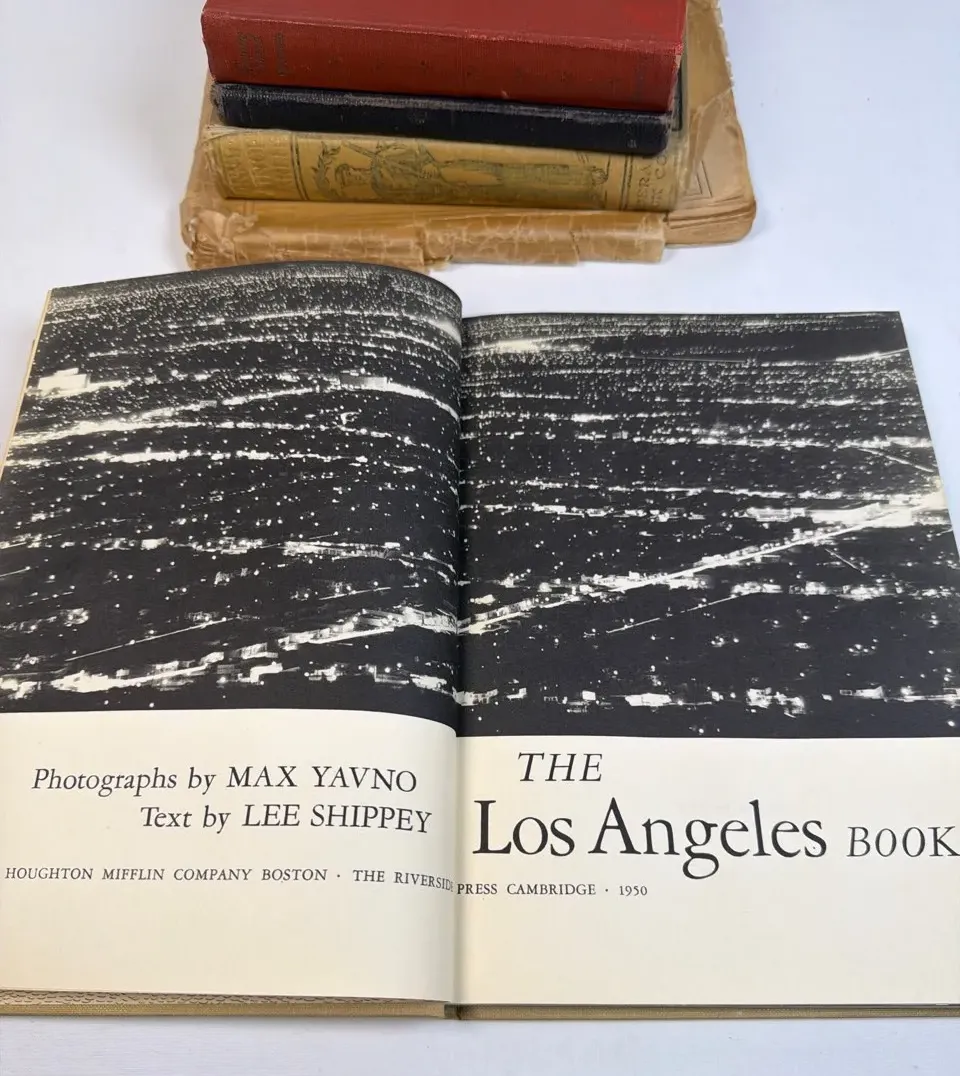 Photographs by MAX YAVNO
Text by LEE SHIPPEY
THE
Los Angeles BOOK
HOUGHTON MIFFLIN COMPANY BOSTON · THE RIVERSIDE PRESS CAMBRIDGE · 1950